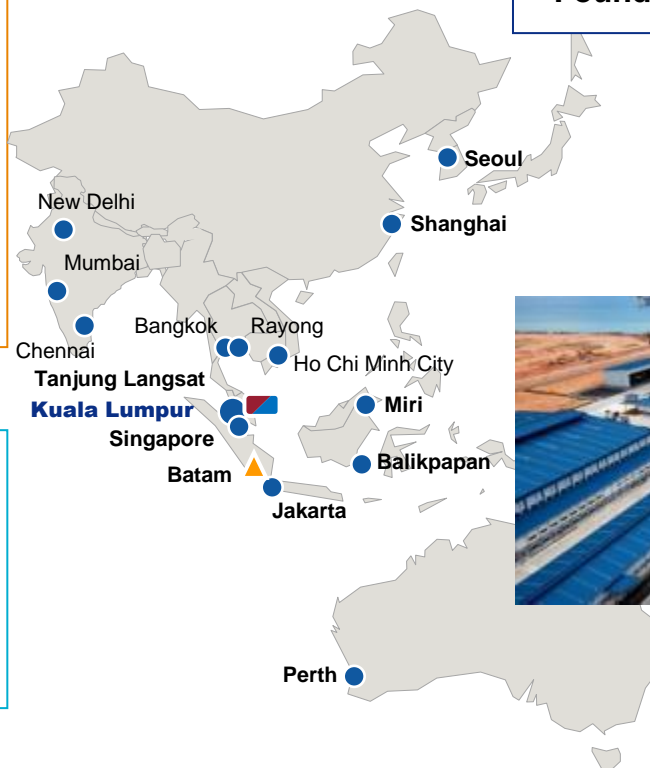 Seoul
New Delhi
Shanghai
Mumbai
Bangkok
Rayong
Chennai
Ho Chi Minh City
Tanjung Langsat
Kuala Lumpur
Miri
Singapore
Balikpapan
Batam
Jakarta
Perth